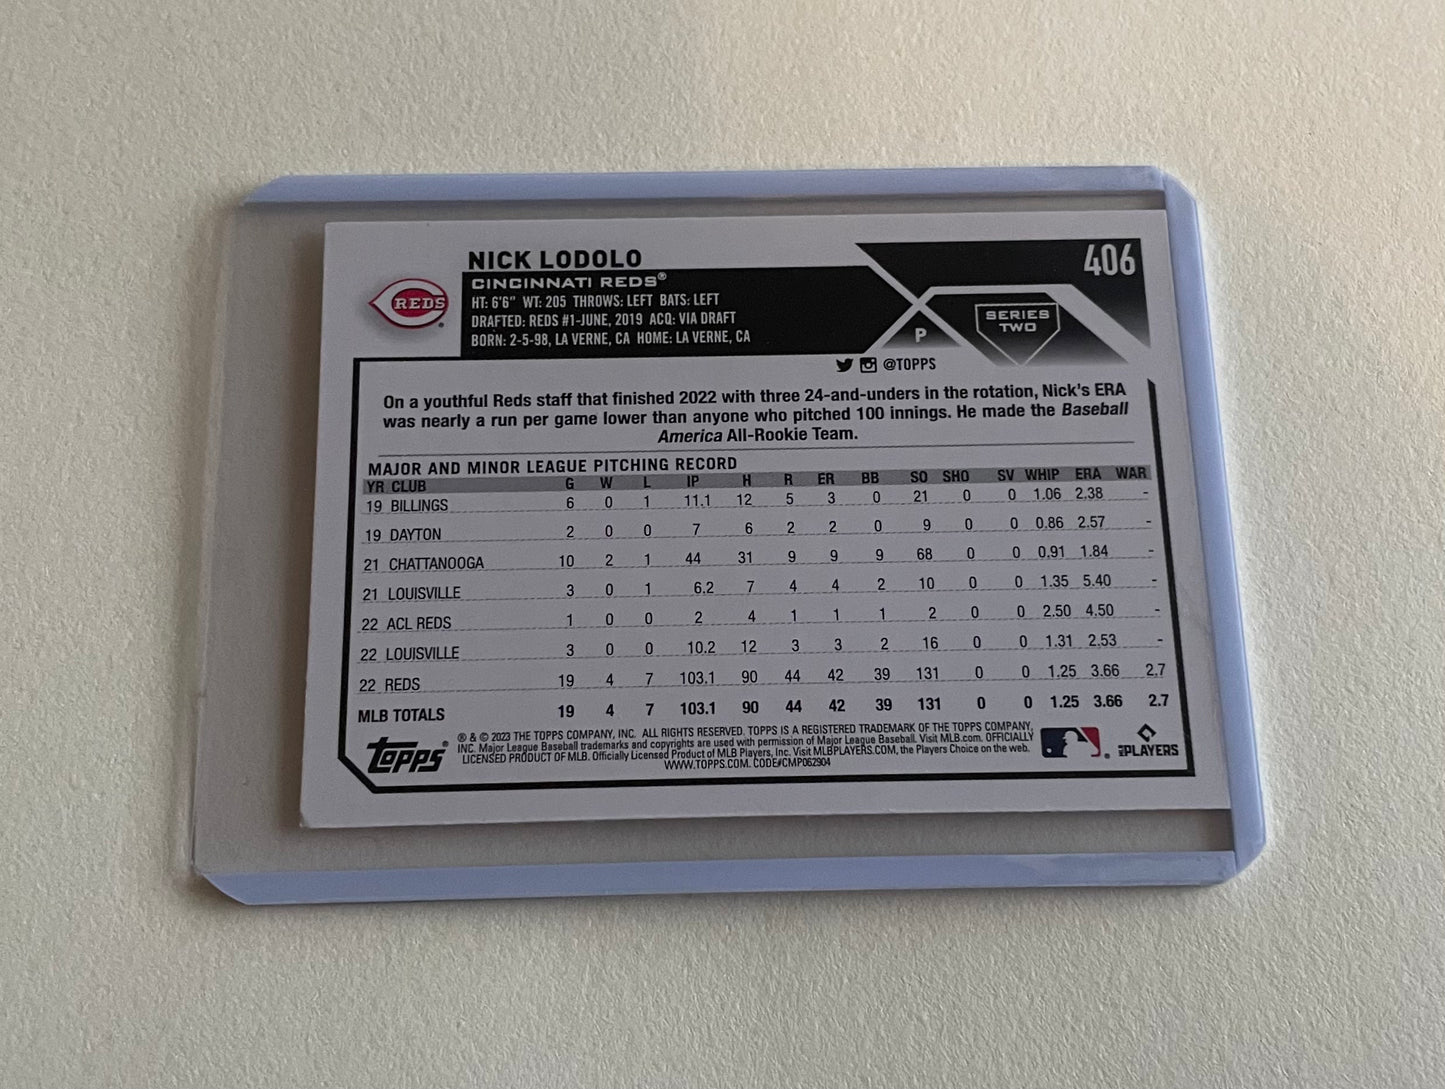 NICK LODOLO
406
CINCINNATI REDS®
REDS
HT: 6'6" WT: 205 THROWS: LEFT BATS: LEFT
DRAFTED: REDS #1-JUNE, 2019 ACQ: VIA DRAFT
BORN: 2-5-98, LA VERNE, CA HOME: LA VERNE, CA
P
SERIES
TWO
@TOPPS
On a youthful Reds staff that finished 2022 with three 24-and-unders in the rotation, Nick's ERA
was nearly a run per game lower than anyone who pitched 100 innings. He made the Baseball
America All-Rookie Team.
MAJOR AND MINOR LEAGUE PITCHING RECORD
YR CLUB G W L IP H R ER BB SO SHO SV WHIP ERA WAR
19 BILLINGS 6 0 1 11.1 12 5 3 0 21 0 0 1.06 2.38 -
19 DAYTON 2 0 0 7 6 2 2 0 9 0 0 0.86 2.57 -
21 CHATTANOOGA 10 2 1 44 31 9 9 9 68 0 0 0.91 1.84 -
21 LOUISVILLE 3 0 1 6.2 7 4 4 2 10 0 0 1.35 5.40 -
22 ACL REDS 1 0 0 2 4 1 1 1 2 0 0 2.50 4.50 -
22 LOUISVILLE 3 0 0 10.2 12 3 3 2 16 0 0 1.31 2.53 -
22 REDS 19 4 7 103.1 90 44 42 39 131 0 0 1.25 3.66 2.7
MLB TOTALS 19 4 7 103.1 90 44 42 39 131 0 0 1.25 3.66 2.7
topps®
® & © 2023 THE TOPPS COMPANY, INC. ALL RIGHTS RESERVED. TOPPS IS A REGISTERED TRADEMARK OF THE TOPPS COMPANY,
INC. Major League Baseball trademarks and copyrights are used with permission of Major League Baseball. Visit MLB.com. OFFICIALLY
LICENSED PRODUCT OF MLB. Officially Licensed Product of MLB Players, Inc. Visit MLBPLAYERS.COM, the Players Choice on the web.
WWW.TOPPS.COM. CODE#CMP062904
MLBPLAYERS